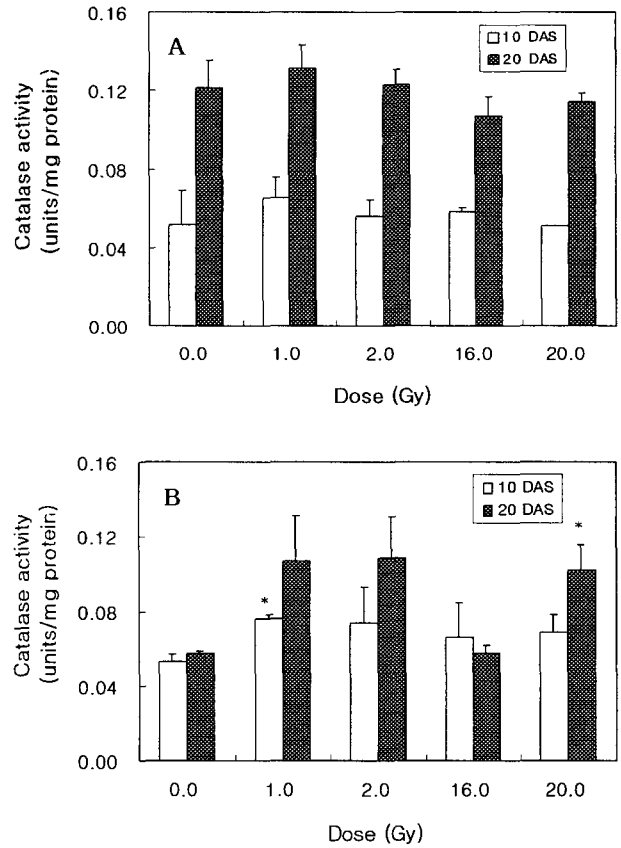 A
10 DAS
20 DAS
Catalase activity
(units/mg protein)
0.16
0.12
0.08
0.04
0.00
0.0 1.0 2.0 16.0 20.0
Dose (Gy)
B
10 DAS
20 DAS
Catalase activity
(units/mg protein)
0.16
0.12
0.08
0.04
0.00
*
*
0.0 1.0 2.0 16.0 20.0
Dose (Gy)